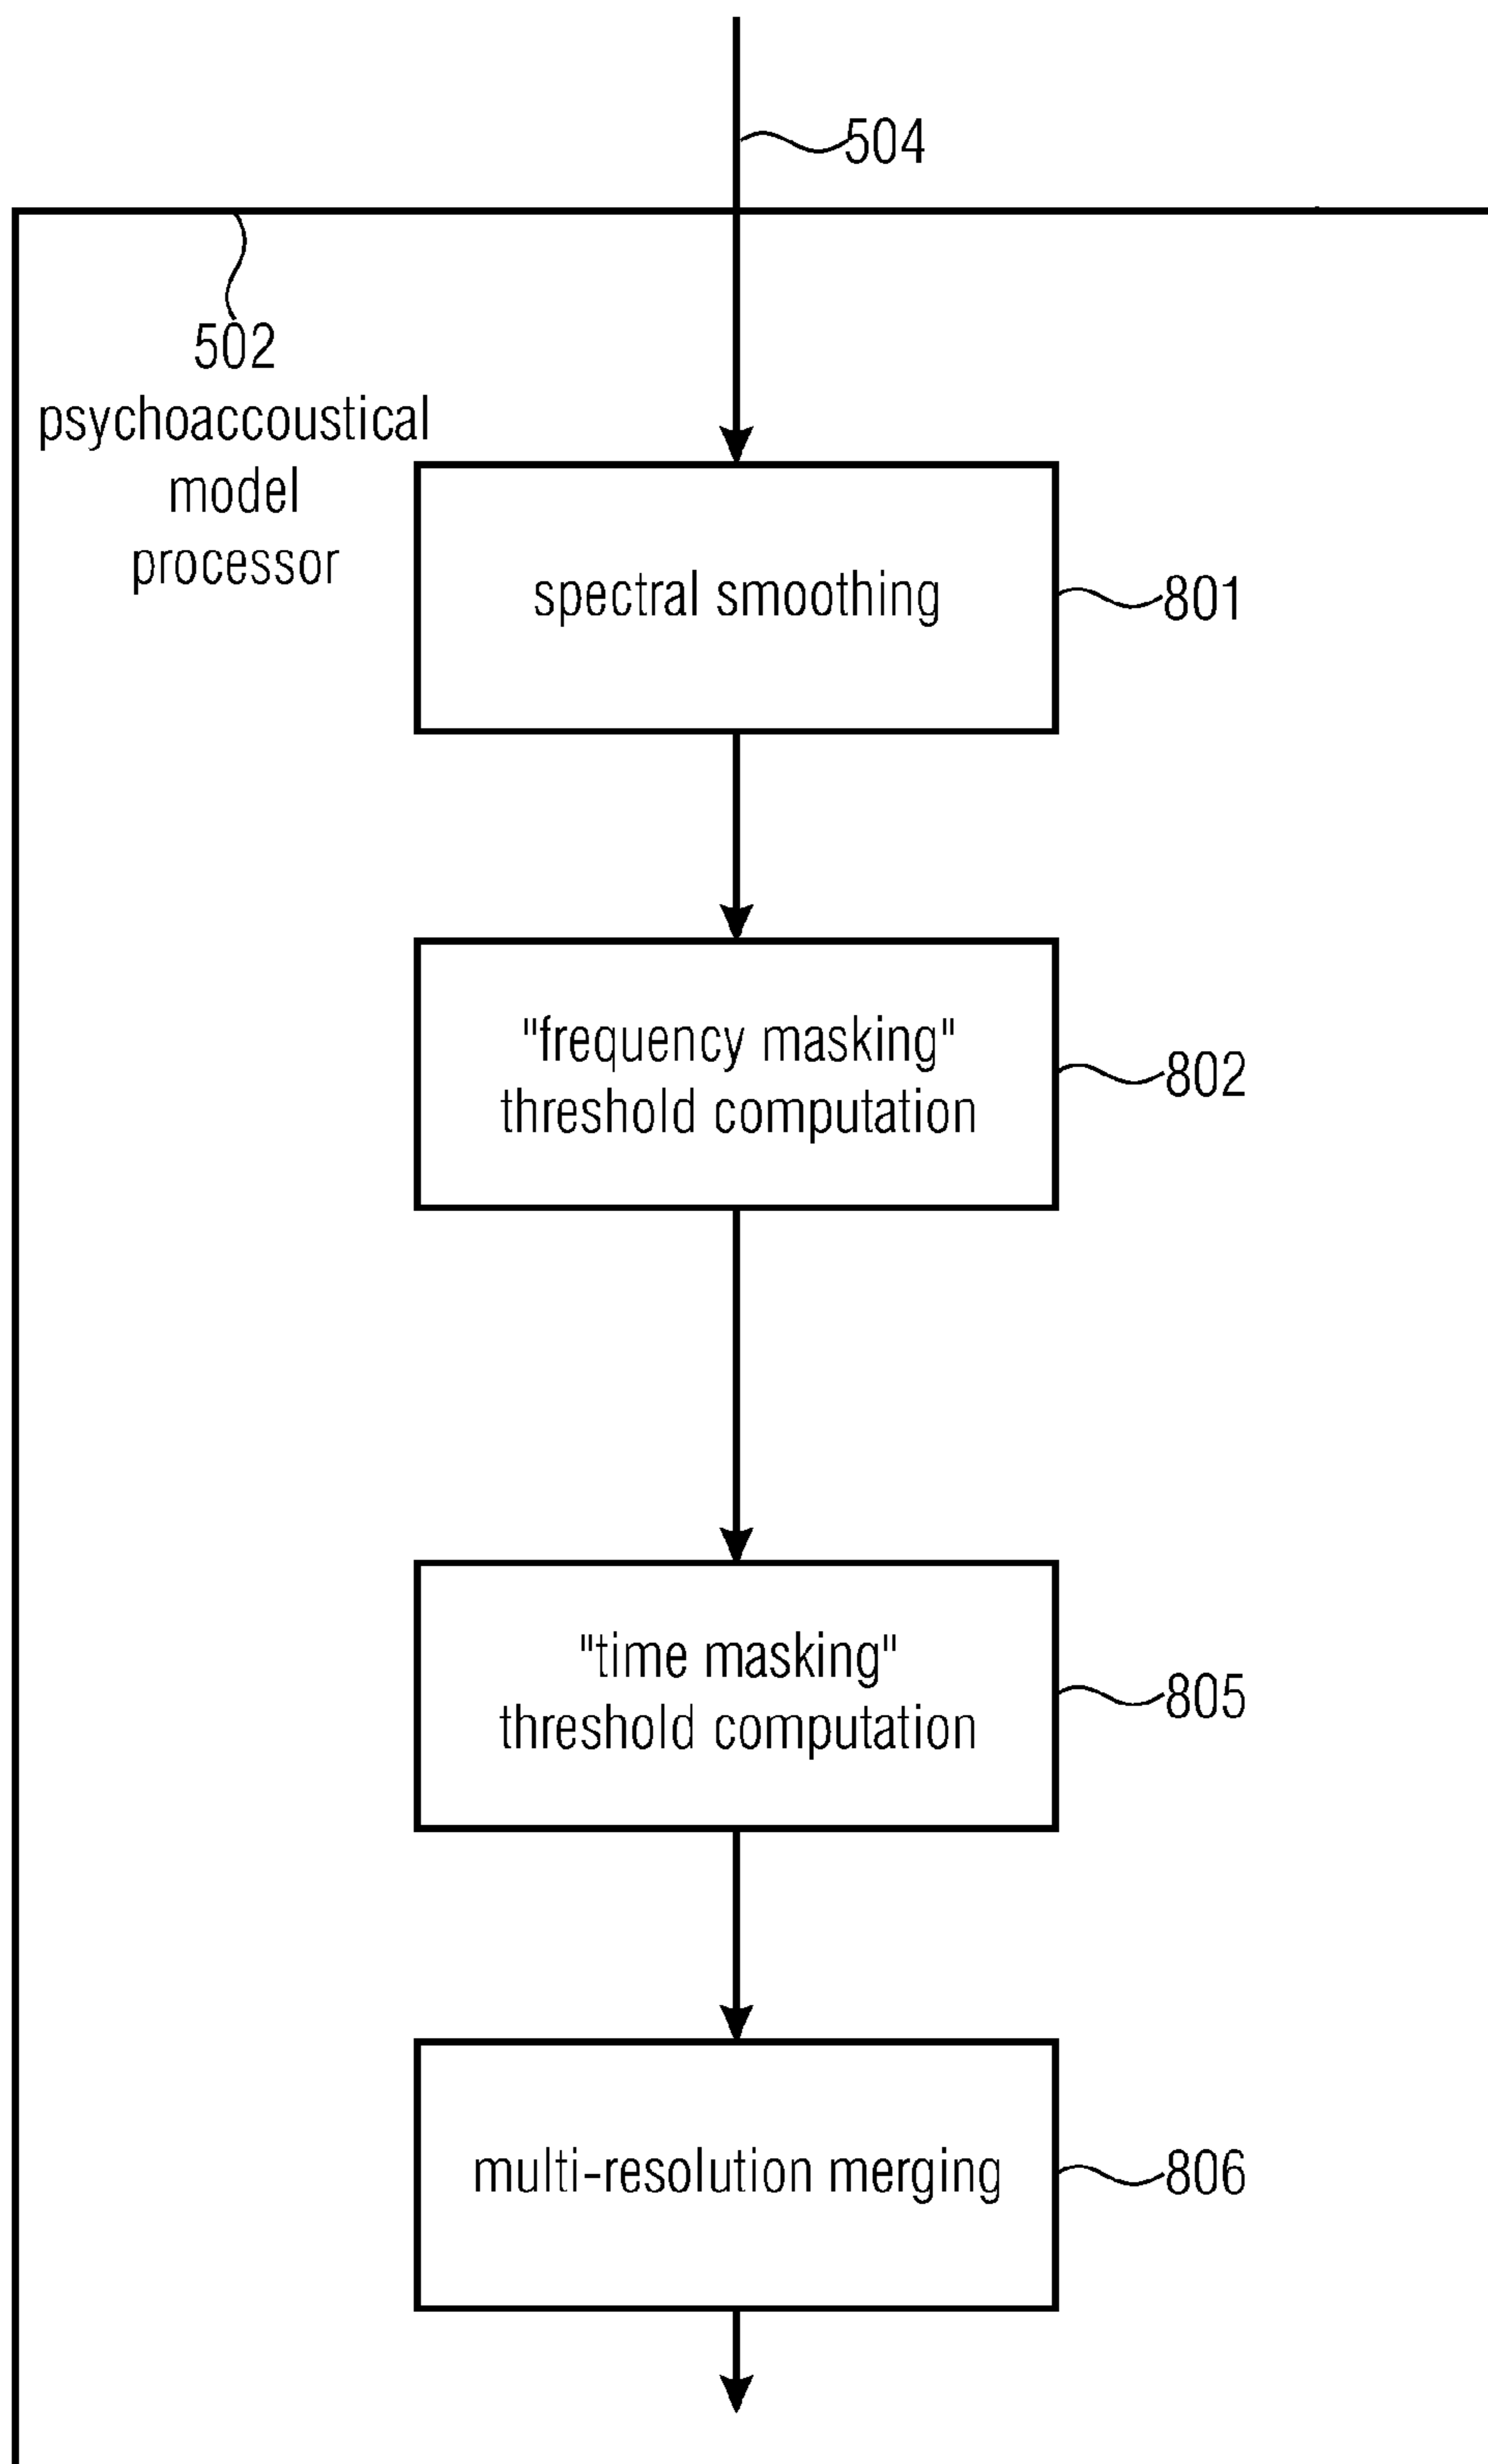 504
502
psychoaccoustical
model
processor
spectral smoothing
801
"frequency masking"
threshold computation
802
"time masking"
threshold computation
805
multi-resolution merging
806